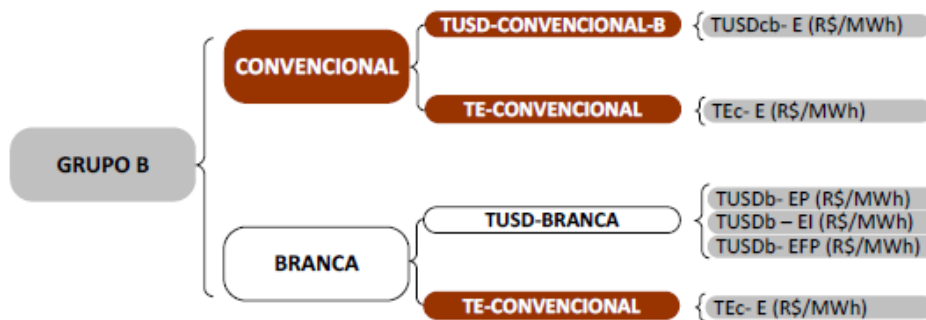 GRUPO B
CONVENCIONAL
TUSD-CONVENCIONAL-B
TUSDcb- E (R$/MWh)
TE-CONVENCIONAL
TEc- E (R$/MWh)
BRANCA
TUSD-BRANCA
TUSDb- EP (R$/MWh)
TUSDb – EI (R$/MWh)
TUSDb- EFP (R$/MWh)
TE-CONVENCIONAL
TEc- E (R$/MWh)